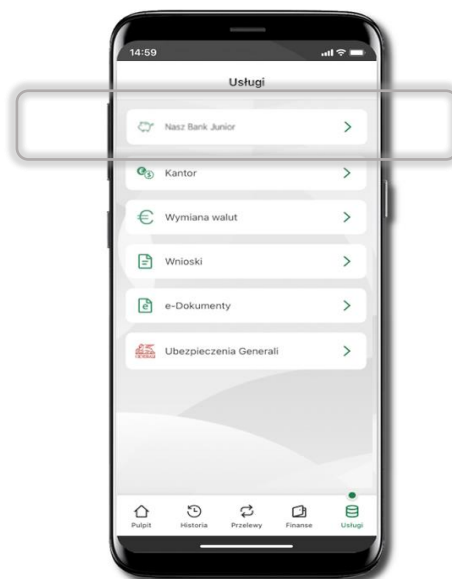 14:59
Usługi
Nasz Bank Junior
Kantor
Wymiana walut
Wnioski
e-Dokumenty
Ubezpieczenia Generali
Pulpit Historia Przelewy Finanse Usługi